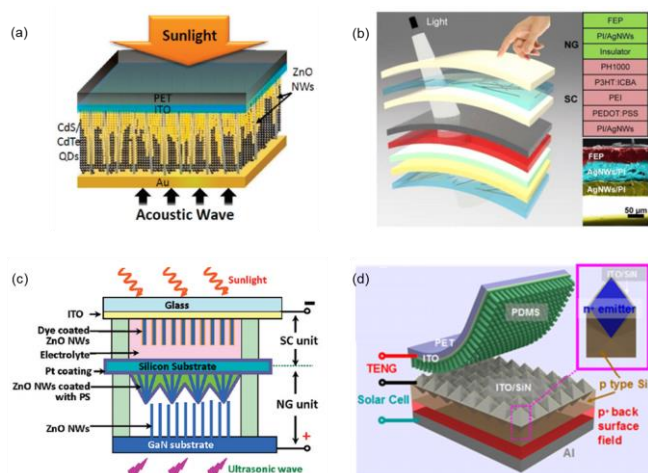 (a)
Sunlight
ZnO
NWs
PET
ITO
CdS/
CdTe
QDs
Au
Acoustic Wave
(b)
Light
NG
SC
FEP
PI/AgNWs
Insulator
PH1000
P3HT:ICBA
PEI
PEDOT:PSS
PI/AgNWs
FEP
AgNWs/PI
AgNWs/PI
50 μm
(c)
Sunlight
Glass
ITO
Dye coated
ZnO NWs
Electrolyte
Pt coating
Silicon Substrate
ZnO NWs coated
with PS
ZnO NWs
GaN substrate
Ultrasonic wave
SC unit
NG unit
−
+
(d)
PDMS
PET
ITO
TENG
Solar Cell
ITO/SiN
ITO/SiN
n⁺ emitter
p type Si
p⁺ back
surface
field
Al